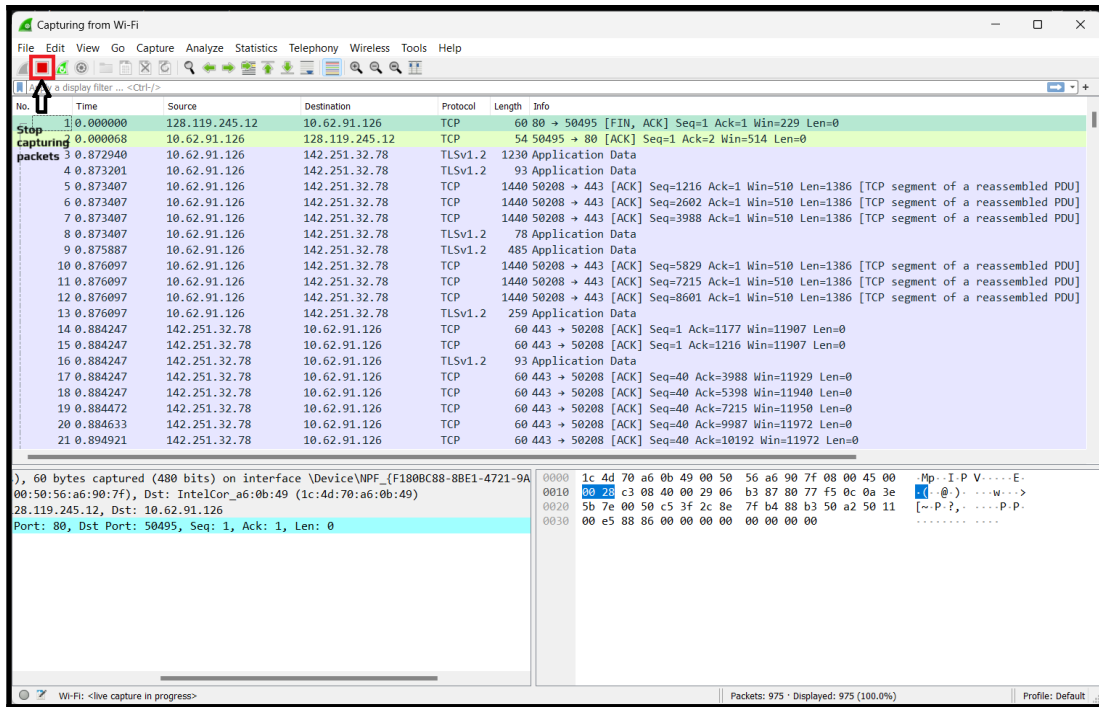 Capturing from Wi-Fi
File Edit View Go Capture Analyze Statistics Telephony Wireless Tools Help
a display filter ... <Ctrl-/>
No. Time Source Destination Protocol Length Info
1 0.000000 128.119.245.12 10.62.91.126 TCP 60 80 → 50495 [FIN, ACK] Seq=1 Ack=1 Win=229 Len=0
2 0.000068 10.62.91.126 128.119.245.12 TCP 54 50495 → 80 [ACK] Seq=1 Ack=2 Win=514 Len=0
3 0.872940 10.62.91.126 142.251.32.78 TLSv1.2 1230 Application Data
4 0.873201 10.62.91.126 142.251.32.78 TLSv1.2 93 Application Data
5 0.873407 10.62.91.126 142.251.32.78 TCP 1440 50208 → 443 [ACK] Seq=1216 Ack=1 Win=510 Len=1386 [TCP segment of a reassembled PDU]
6 0.873407 10.62.91.126 142.251.32.78 TCP 1440 50208 → 443 [ACK] Seq=2602 Ack=1 Win=510 Len=1386 [TCP segment of a reassembled PDU]
7 0.873407 10.62.91.126 142.251.32.78 TCP 1440 50208 → 443 [ACK] Seq=3988 Ack=1 Win=510 Len=1386 [TCP segment of a reassembled PDU]
8 0.873407 10.62.91.126 142.251.32.78 TLSv1.2 78 Application Data
9 0.875887 10.62.91.126 142.251.32.78 TLSv1.2 485 Application Data
10 0.876097 10.62.91.126 142.251.32.78 TCP 1440 50208 → 443 [ACK] Seq=5829 Ack=1 Win=510 Len=1386 [TCP segment of a reassembled PDU]
11 0.876097 10.62.91.126 142.251.32.78 TCP 1440 50208 → 443 [ACK] Seq=7215 Ack=1 Win=510 Len=1386 [TCP segment of a reassembled PDU]
12 0.876097 10.62.91.126 142.251.32.78 TCP 1440 50208 → 443 [ACK] Seq=8601 Ack=1 Win=510 Len=1386 [TCP segment of a reassembled PDU]
13 0.876097 10.62.91.126 142.251.32.78 TLSv1.2 259 Application Data
14 0.884247 142.251.32.78 10.62.91.126 TCP 60 443 → 50208 [ACK] Seq=1 Ack=1177 Win=11907 Len=0
15 0.884247 142.251.32.78 10.62.91.126 TCP 60 443 → 50208 [ACK] Seq=1 Ack=1216 Win=11907 Len=0
16 0.884247 142.251.32.78 10.62.91.126 TLSv1.2 93 Application Data
17 0.884247 142.251.32.78 10.62.91.126 TCP 60 443 → 50208 [ACK] Seq=40 Ack=3988 Win=11929 Len=0
18 0.884247 142.251.32.78 10.62.91.126 TCP 60 443 → 50208 [ACK] Seq=40 Ack=5398 Win=11940 Len=0
19 0.884472 142.251.32.78 10.62.91.126 TCP 60 443 → 50208 [ACK] Seq=40 Ack=7215 Win=11950 Len=0
20 0.884633 142.251.32.78 10.62.91.126 TCP 60 443 → 50208 [ACK] Seq=40 Ack=9987 Win=11972 Len=0
21 0.894921 142.251.32.78 10.62.91.126 TCP 60 443 → 50208 [ACK] Seq=40 Ack=10192 Win=11972 Len=0
Stop
capturing
packets
), 60 bytes captured (480 bits) on interface \Device\NPF_{F180BC88-8BE1-4721-9A
00:50:56:a6:90:7f), Dst: IntelCor_a6:0b:49 (1c:4d:70:a6:0b:49)
28.119.245.12, Dst: 10.62.91.126
Port: 80, Dst Port: 50495, Seq: 1, Ack: 1, Len: 0
0000 1c 4d 70 a6 0b 49 00 50 56 a6 90 7f 08 00 45 00 ·Mp··I·P V·····E·
0010 00 28 c3 08 40 00 29 06 b3 87 80 77 f5 0c 0a 3e ·(··@·)· ···w···>
0020 5b 7e 00 50 c5 3f 2c 8e 7f b4 88 b3 50 a2 50 11 [~·P·?,· ····P·P·
0030 00 e5 88 86 00 00 00 00 00 00 00 00 ········ ····
Wi-Fi: <live capture in progress>
Packets: 975 · Displayed: 975 (100.0%)
Profile: Default